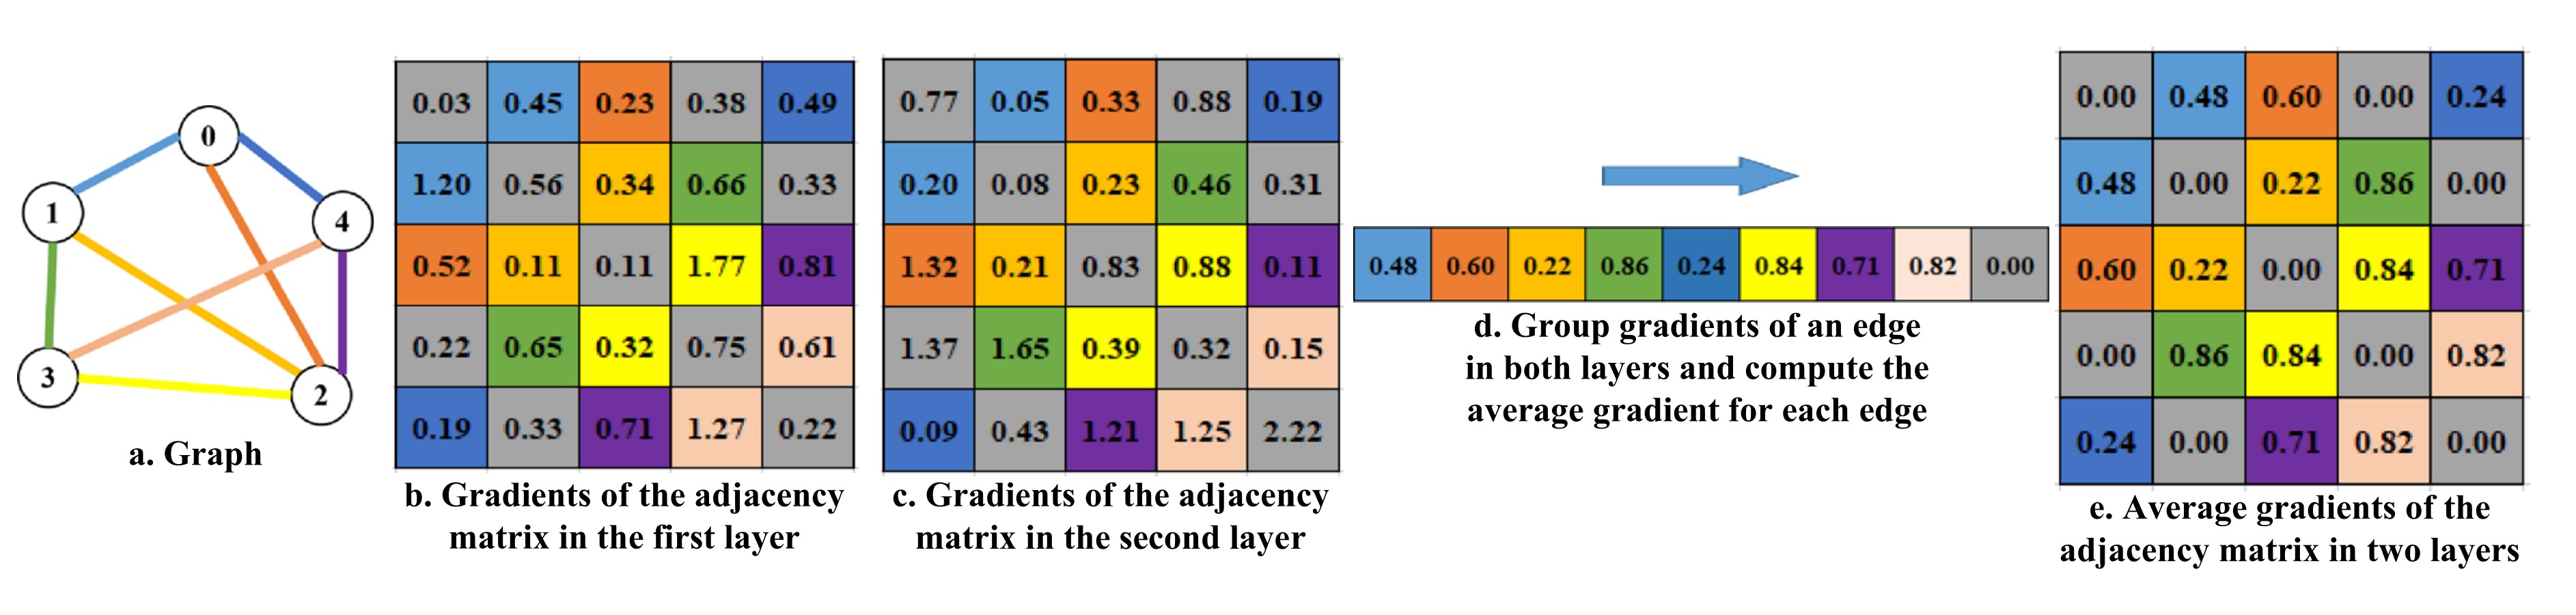 0
1
4
3
2
a. Graph
0.03 0.45 0.23 0.38 0.49
1.20 0.56 0.34 0.66 0.33
0.52 0.11 0.11 1.77 0.81
0.22 0.65 0.32 0.75 0.61
0.19 0.33 0.71 1.27 0.22
b. Gradients of the adjacency
matrix in the first layer
0.77 0.05 0.33 0.88 0.19
0.20 0.08 0.23 0.46 0.31
1.32 0.21 0.83 0.88 0.11
1.37 1.65 0.39 0.32 0.15
0.09 0.43 1.21 1.25 2.22
c. Gradients of the adjacency
matrix in the second layer
0.48 0.60 0.22 0.86 0.24 0.84 0.71 0.82 0.00
d. Group gradients of an edge
in both layers and compute the
average gradient for each edge
0.00 0.48 0.60 0.00 0.24
0.48 0.00 0.22 0.86 0.00
0.60 0.22 0.00 0.84 0.71
0.00 0.86 0.84 0.00 0.82
0.24 0.00 0.71 0.82 0.00
e. Average gradients of the
adjacency matrix in two layers